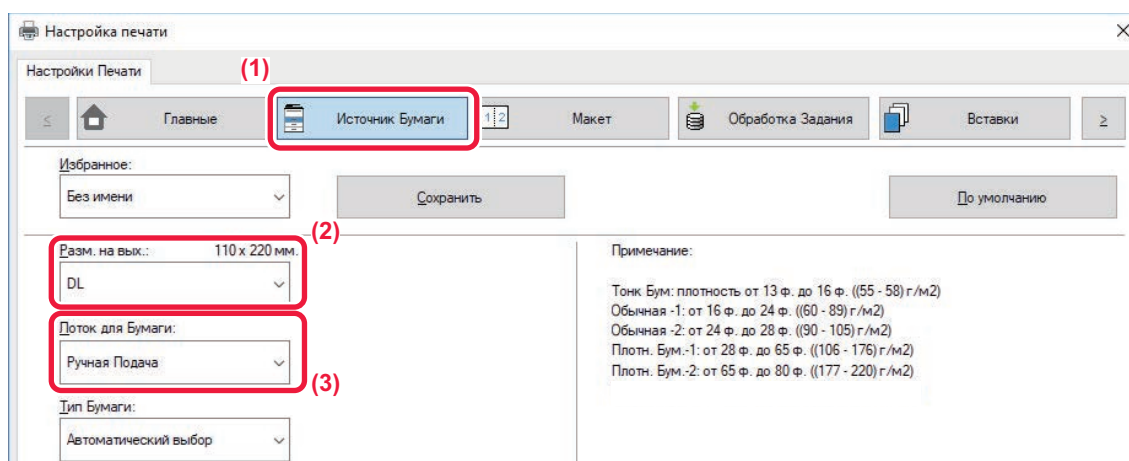 Настройка печати
Настройки Печати
(1)
< Главные Источник Бумаги 1 2 Макет Обработка Задания Вставки >
Избранное:
Без имени Сохранить По умолчанию
(2)
Разм. на вых.: 110 x 220 мм.
DL
Поток для Бумаги:
Ручная Подача
(3)
Тип Бумаги:
Автоматический выбор
Примечание:
Тонк Бум: плотность от 13 ф. до 16 ф. ((55 - 58) г/м2)
Обычная -1: от 16 ф. до 24 ф. ((60 - 89) г/м2)
Обычная -2: от 24 ф. до 28 ф. ((90 - 105) г/м2)
Плотн. Бум.-1: от 28 ф. до 65 ф. ((106 - 176) г/м2)
Плотн. Бум.-2: от 65 ф. до 80 ф. ((177 - 220) г/м2)